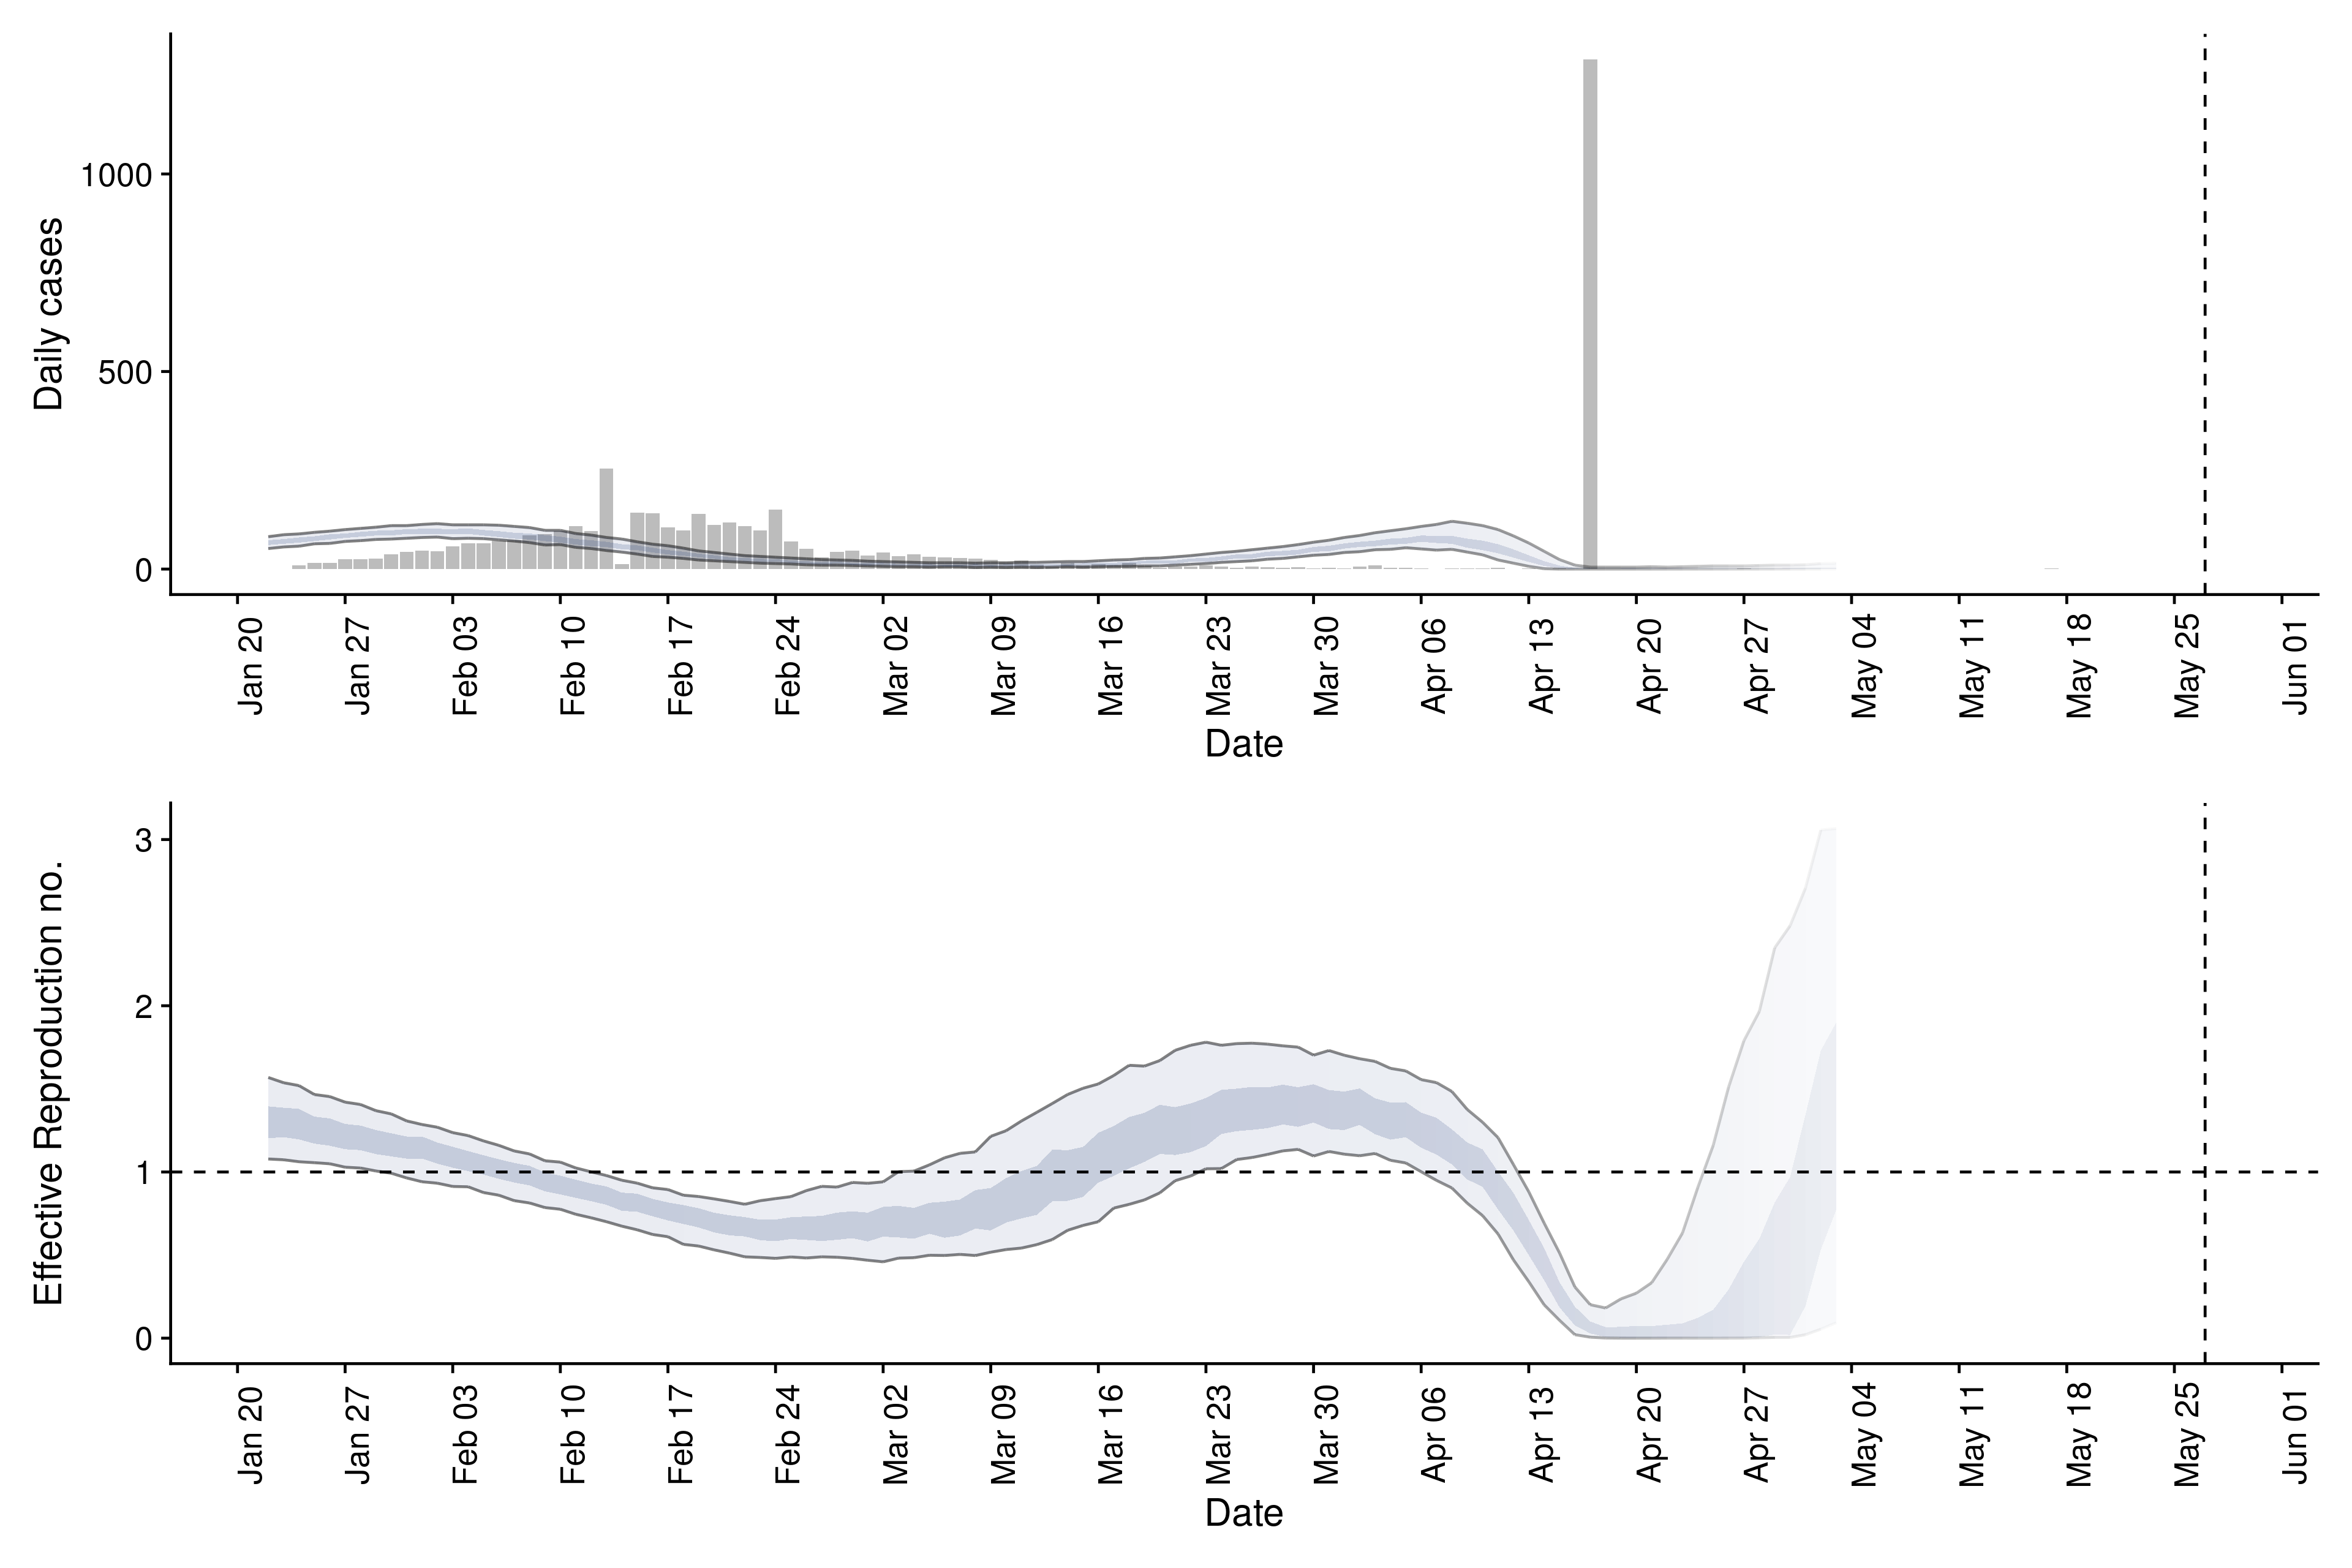 Daily cases
1000
500
0
Jan 20 Jan 27 Feb 03 Feb 10 Feb 17 Feb 24 Mar 02 Mar 09 Mar 16 Mar 23 Mar 30 Apr 06 Apr 13 Apr 20 Apr 27 May 04 May 11 May 18 May 25 Jun 01
Date
Effective Reproduction no.
3
2
1
0
Jan 20 Jan 27 Feb 03 Feb 10 Feb 17 Feb 24 Mar 02 Mar 09 Mar 16 Mar 23 Mar 30 Apr 06 Apr 13 Apr 20 Apr 27 May 04 May 11 May 18 May 25 Jun 01
Date